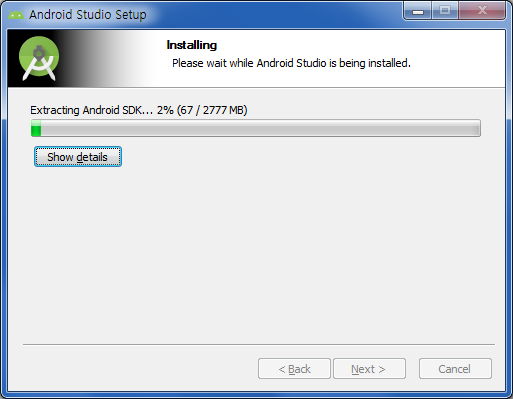 Android Studio Setup
Installing
Please wait while Android Studio is being installed.
Extracting Android SDK... 2% (67 / 2777 MB)
Show details
< Back
Next >
Cancel